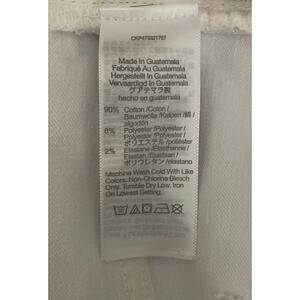 Made In Guatemala
Fabriqué Au Guatemala
Hergestellt In Guatemala
Vervaardigd In Guatemala
グアテマラ製
hecho en guatemala
90% Cotton /Coton /
Baumwolle /Katoen /綿 /
algodón
8% Polyester /Polyester /
Polyester /Polyester /
ポリエステル /poliéster
2% Elastane /Elasthanne /
Elastan /Elastaan /
ポリウレタン /elastano
Machine Wash Cold With Like
Colors: Non-Chlorine Bleach
Only. Tumble Dry Low. Iron
On Lowest Setting.